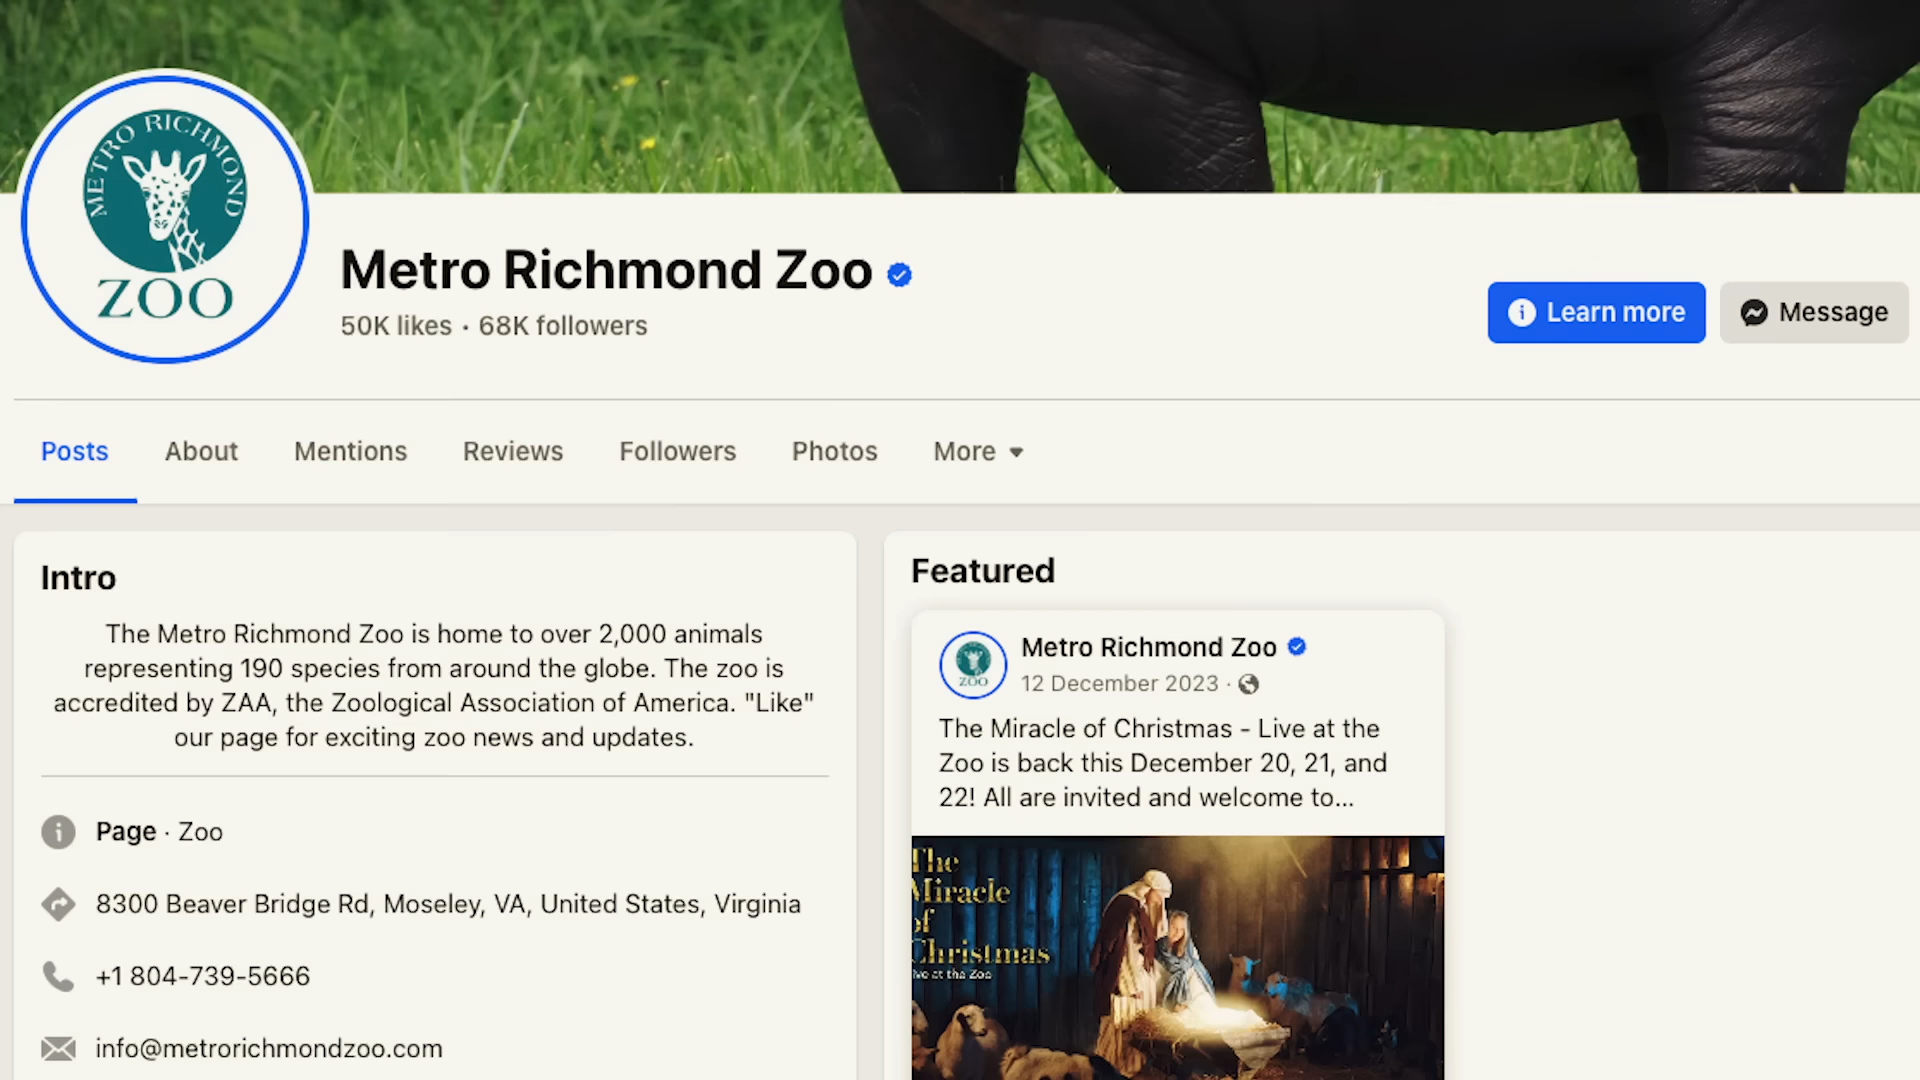 METRO RICHMOND
ZOO
Metro Richmond Zoo
50K likes · 68K followers
Learn more
Message
Posts
About
Mentions
Reviews
Followers
Photos
More
Intro
The Metro Richmond Zoo is home to over 2,000 animals
representing 190 species from around the globe. The zoo is
accredited by ZAA, the Zoological Association of America. "Like"
our page for exciting zoo news and updates.
Page · Zoo
8300 Beaver Bridge Rd, Moseley, VA, United States, Virginia
+1 804-739-5666
info@metrorichmondzoo.com
Featured
ZOO
Metro Richmond Zoo
12 December 2023 ·
The Miracle of Christmas - Live at the
Zoo is back this December 20, 21, and
22! All are invited and welcome to...
The
Miracle
of
Christmas
ive at the Zoo